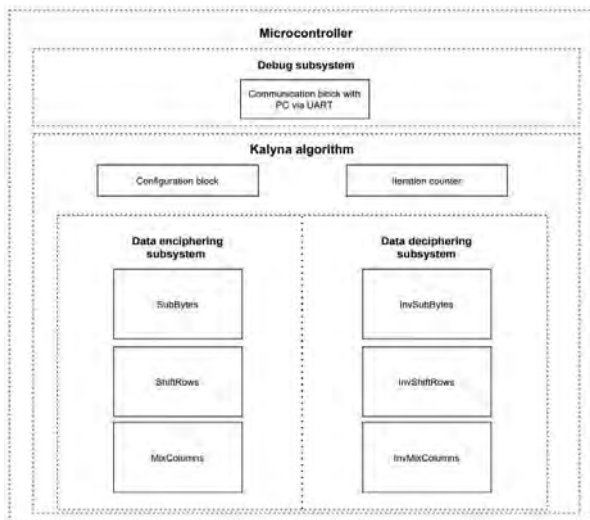 Microcontroller
Debug subsystem
Communication block with
PC via UART
Kalyna algorithm
Configuration block
Iteration counter
Data enciphering
subsystem
Data deciphering
subsystem
SubBytes
InvSubBytes
ShiftRows
InvShiftRows
MixColumns
InvMixColumns